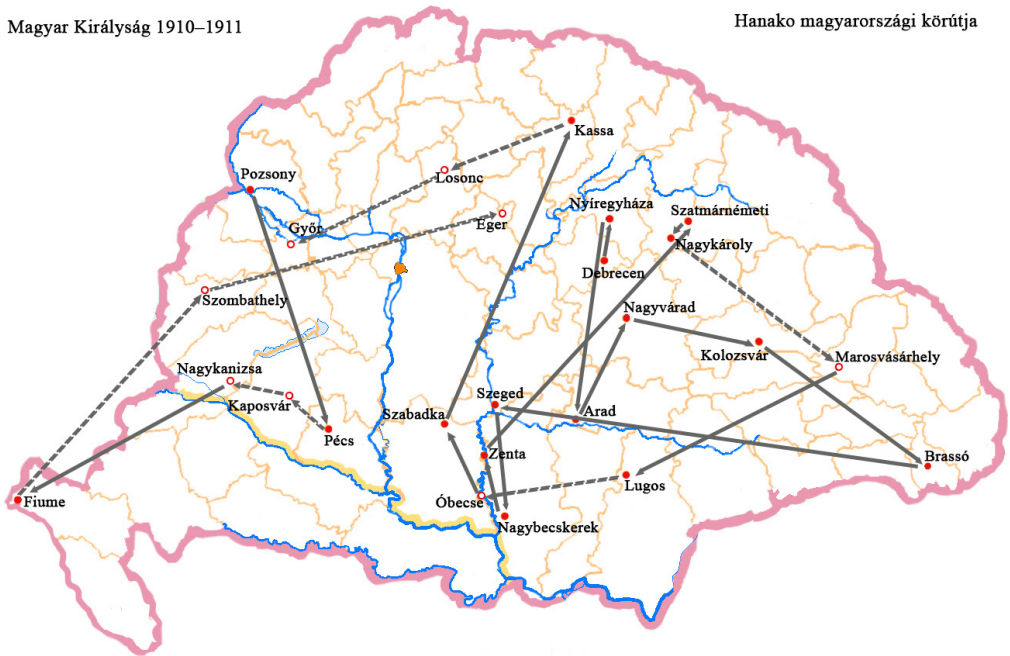 Magyar Királyság 1910–1911
Hanako magyarországi körútja
Kassa
Losonc
Pozsony
Nyíregyháza
Szatmárnémeti
Eger
Győr
Nagykároly
Debrecen
Szombathely
Nagyvárad
Kolozsvár
Marosvásárhely
Nagykanizsa
Kaposvár
Szeged
Szabadka
Arad
Pécs
Zenta
Brassó
Lugos
Fiume
Óbecse
Nagybecskerek